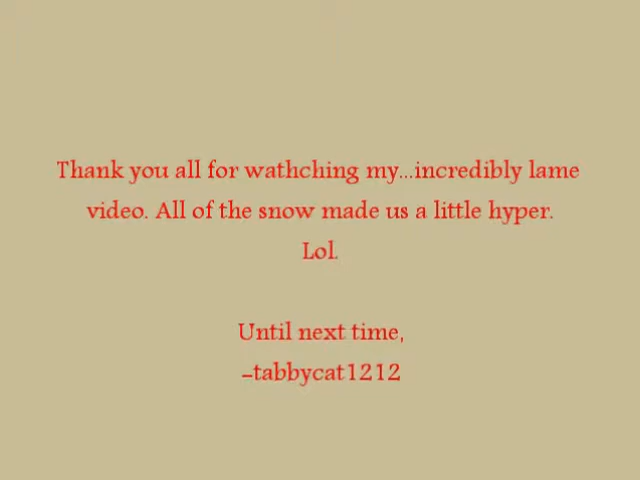 Thank you all for wathching my...incredibly lame
video. All of the snow made us a little hyper.
Lol.
Until next time,
-tabbycat1212